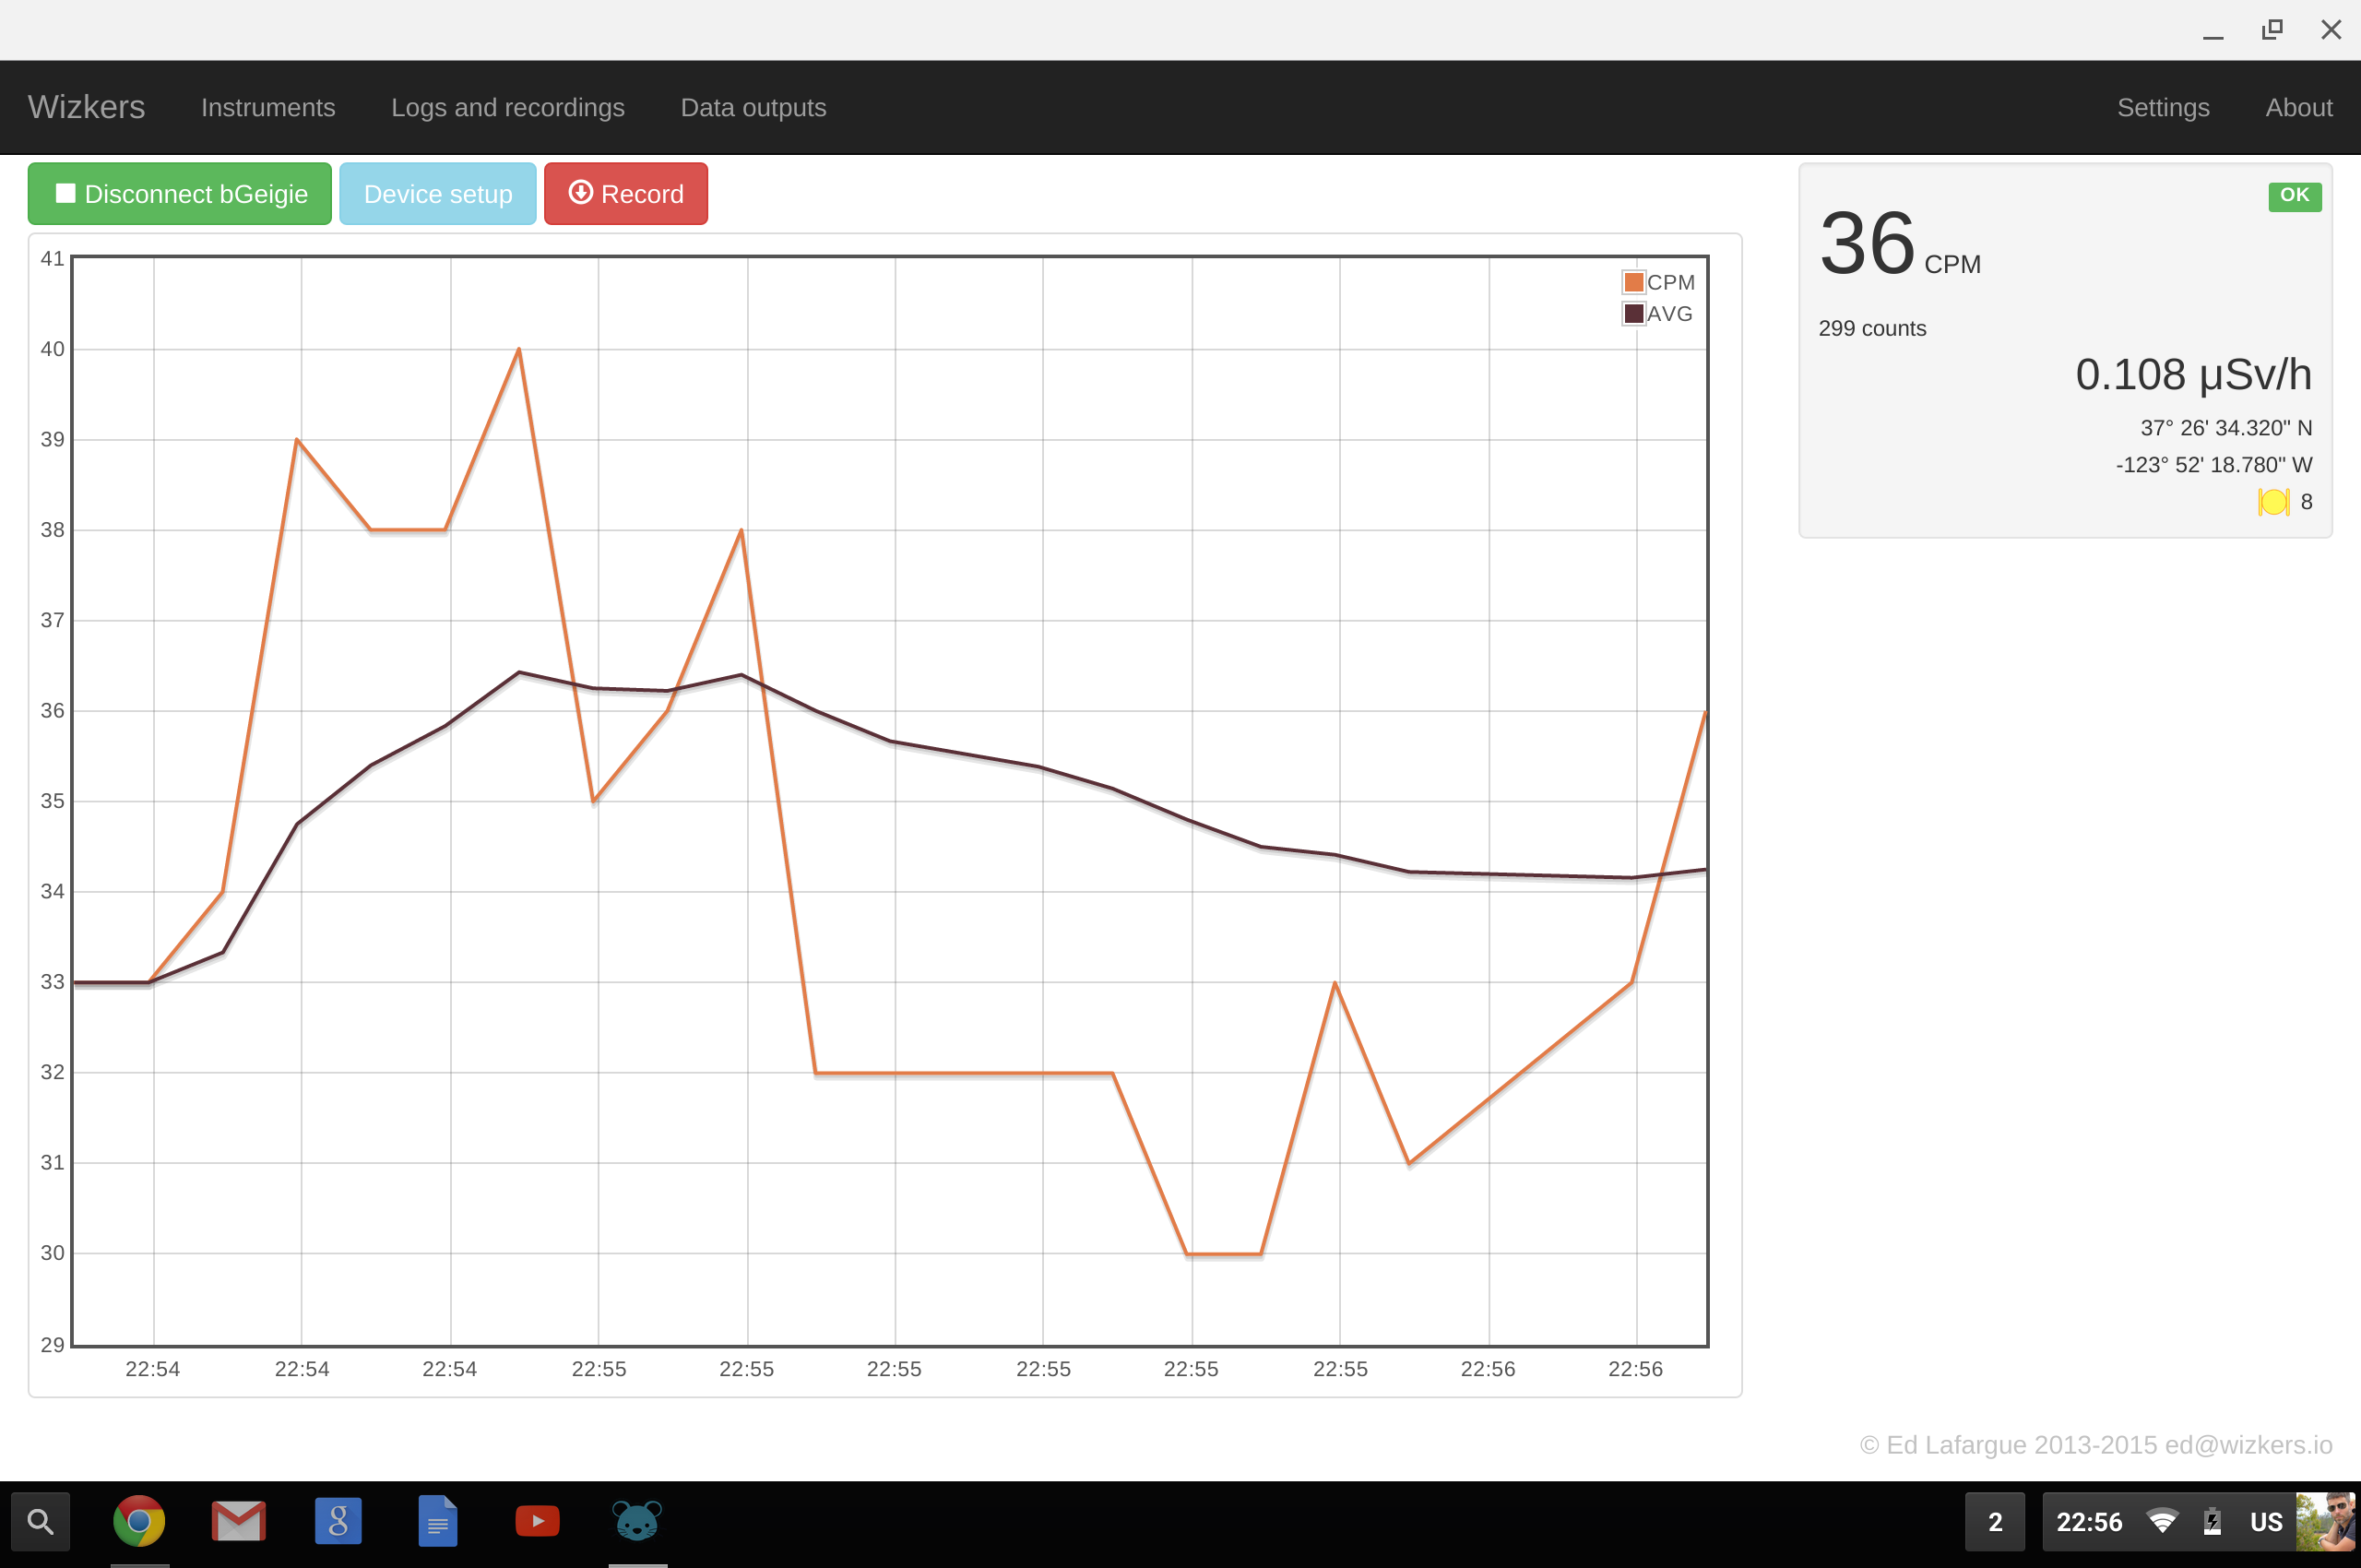 Wizkers Instruments Logs and recordings Data outputs Settings About
Disconnect bGeigie Device setup Record
OK
36 CPM
299 counts
0.108 µSv/h
37° 26' 34.320" N
-123° 52' 18.780" W
8
CPM
AVG
41
40
39
38
37
36
35
34
33
32
31
30
29
22:54 22:54 22:54 22:55 22:55 22:55 22:55 22:55 22:55 22:56 22:56
© Ed Lafargue 2013-2015 ed@wizkers.io
g 2 22:56 US